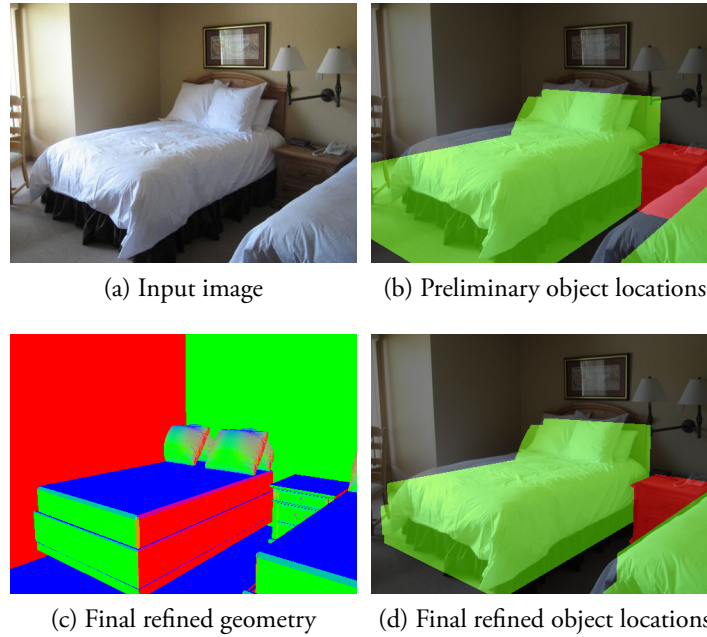 (a) Input image
(b) Preliminary object locations
(c) Final refined geometry
(d) Final refined object locations